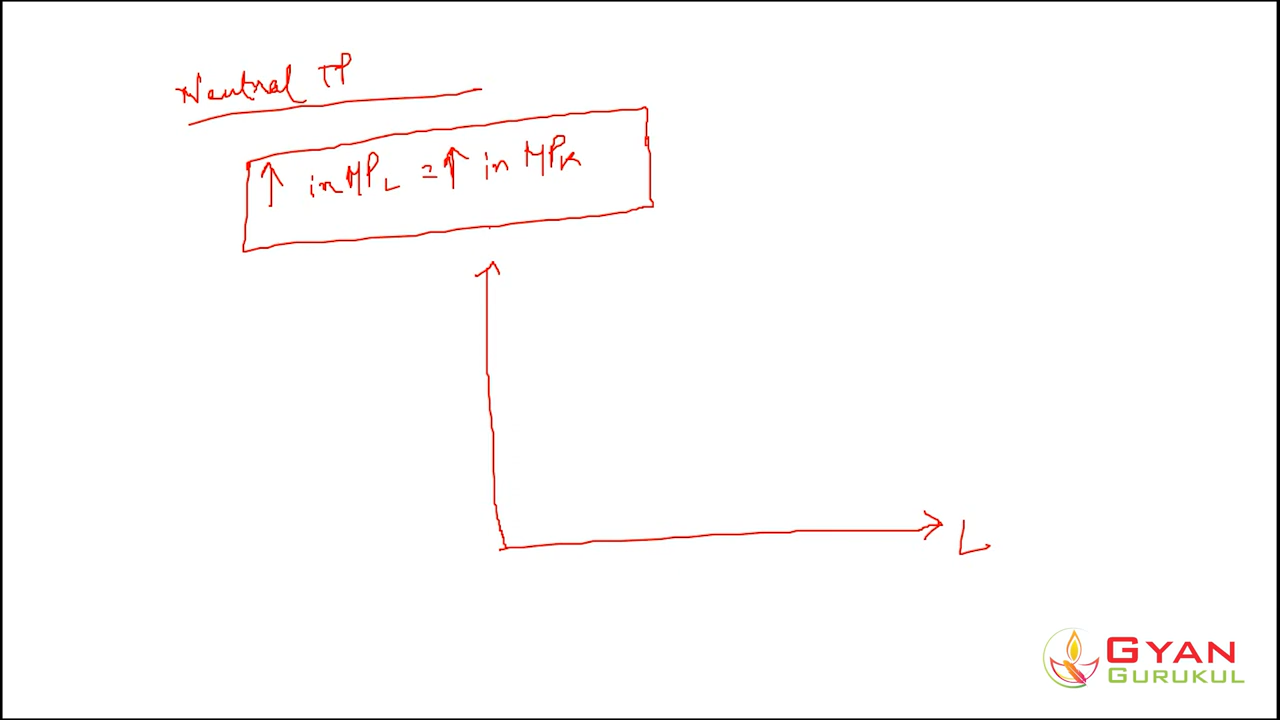 Neutral TP
↑ in MPL = ↑ in MPK
L
GYAN
GURUKUL